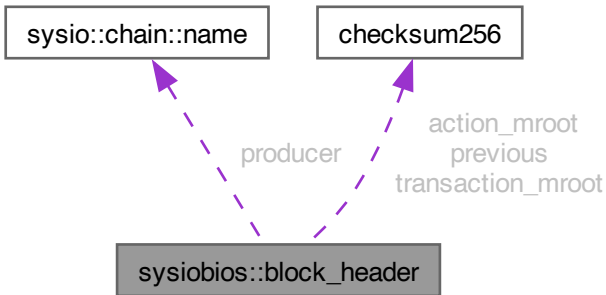 sysio::chain::name
checksum256
producer
action_mroot
previous
transaction_mroot
sysiobios::block_header